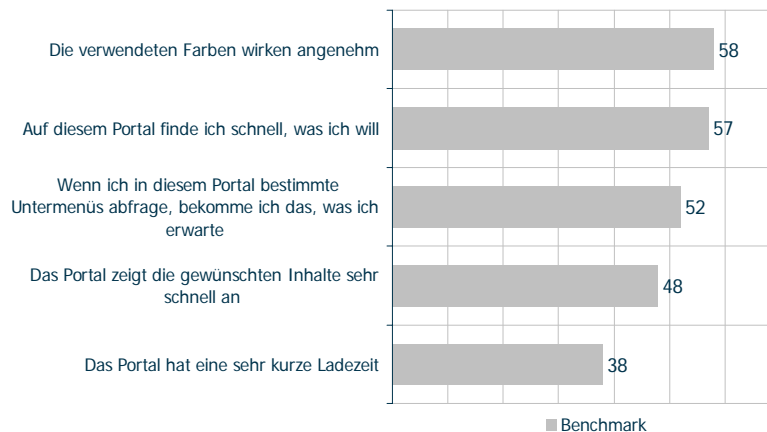 Die verwendeten Farben wirken angenehm
58
Auf diesem Portal finde ich schnell, was ich will
57
Wenn ich in diesem Portal bestimmte
Untermenüs abfrage, bekomme ich das, was ich
erwarte
52
Das Portal zeigt die gewünschten Inhalte sehr
schnell an
48
Das Portal hat eine sehr kurze Ladezeit
38
Benchmark